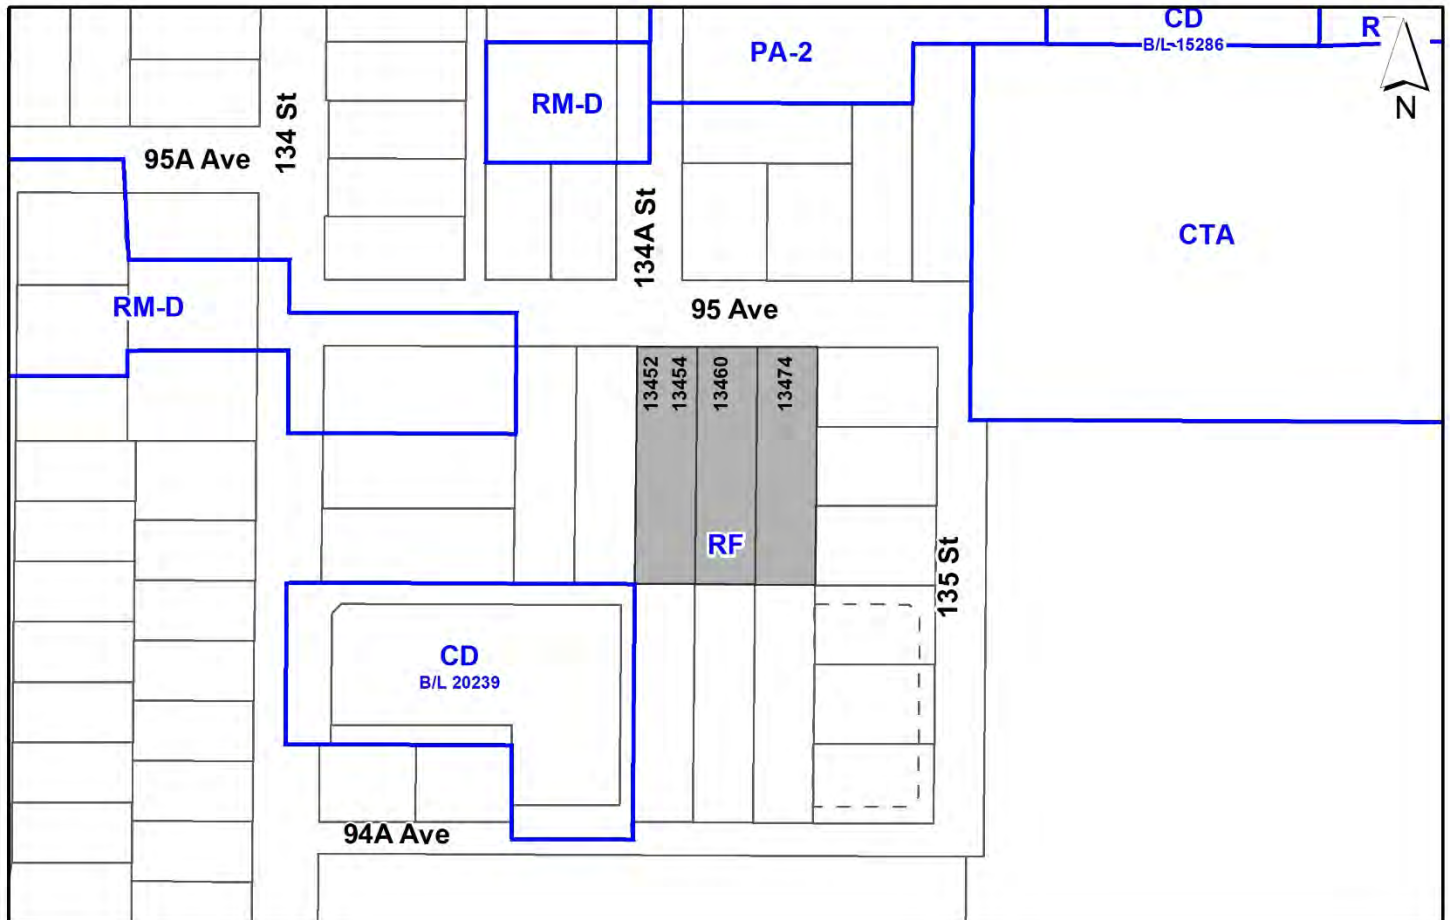 CD
B/L 15286
R
N
PA-2
RM-D
134 St
95A Ave
134A St
CTA
RM-D
95 Ave
13452
13454
13460
13474
RF
135 St
CD
B/L 20239
94A Ave